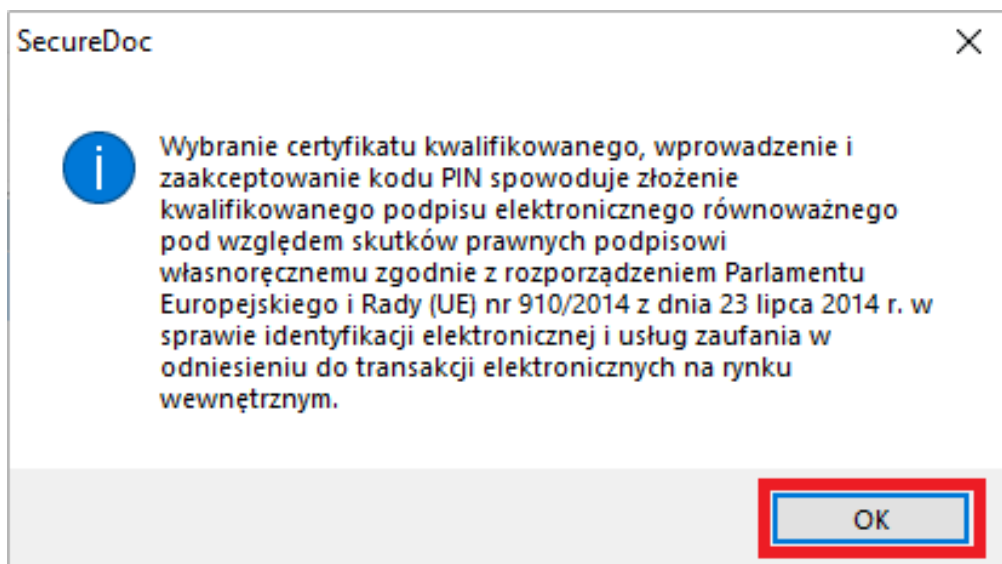 SecureDoc
Wybranie certyfikatu kwalifikowanego, wprowadzenie i
zaakceptowanie kodu PIN spowoduje złożenie
kwalifikowanego podpisu elektronicznego równoważnego
pod względem skutków prawnych podpisowi
własnoręcznemu zgodnie z rozporządzeniem Parlamentu
Europejskiego i Rady (UE) nr 910/2014 z dnia 23 lipca 2014 r. w
sprawie identyfikacji elektronicznej i usług zaufania w
odniesieniu do transakcji elektronicznych na rynku
wewnętrznym.
OK